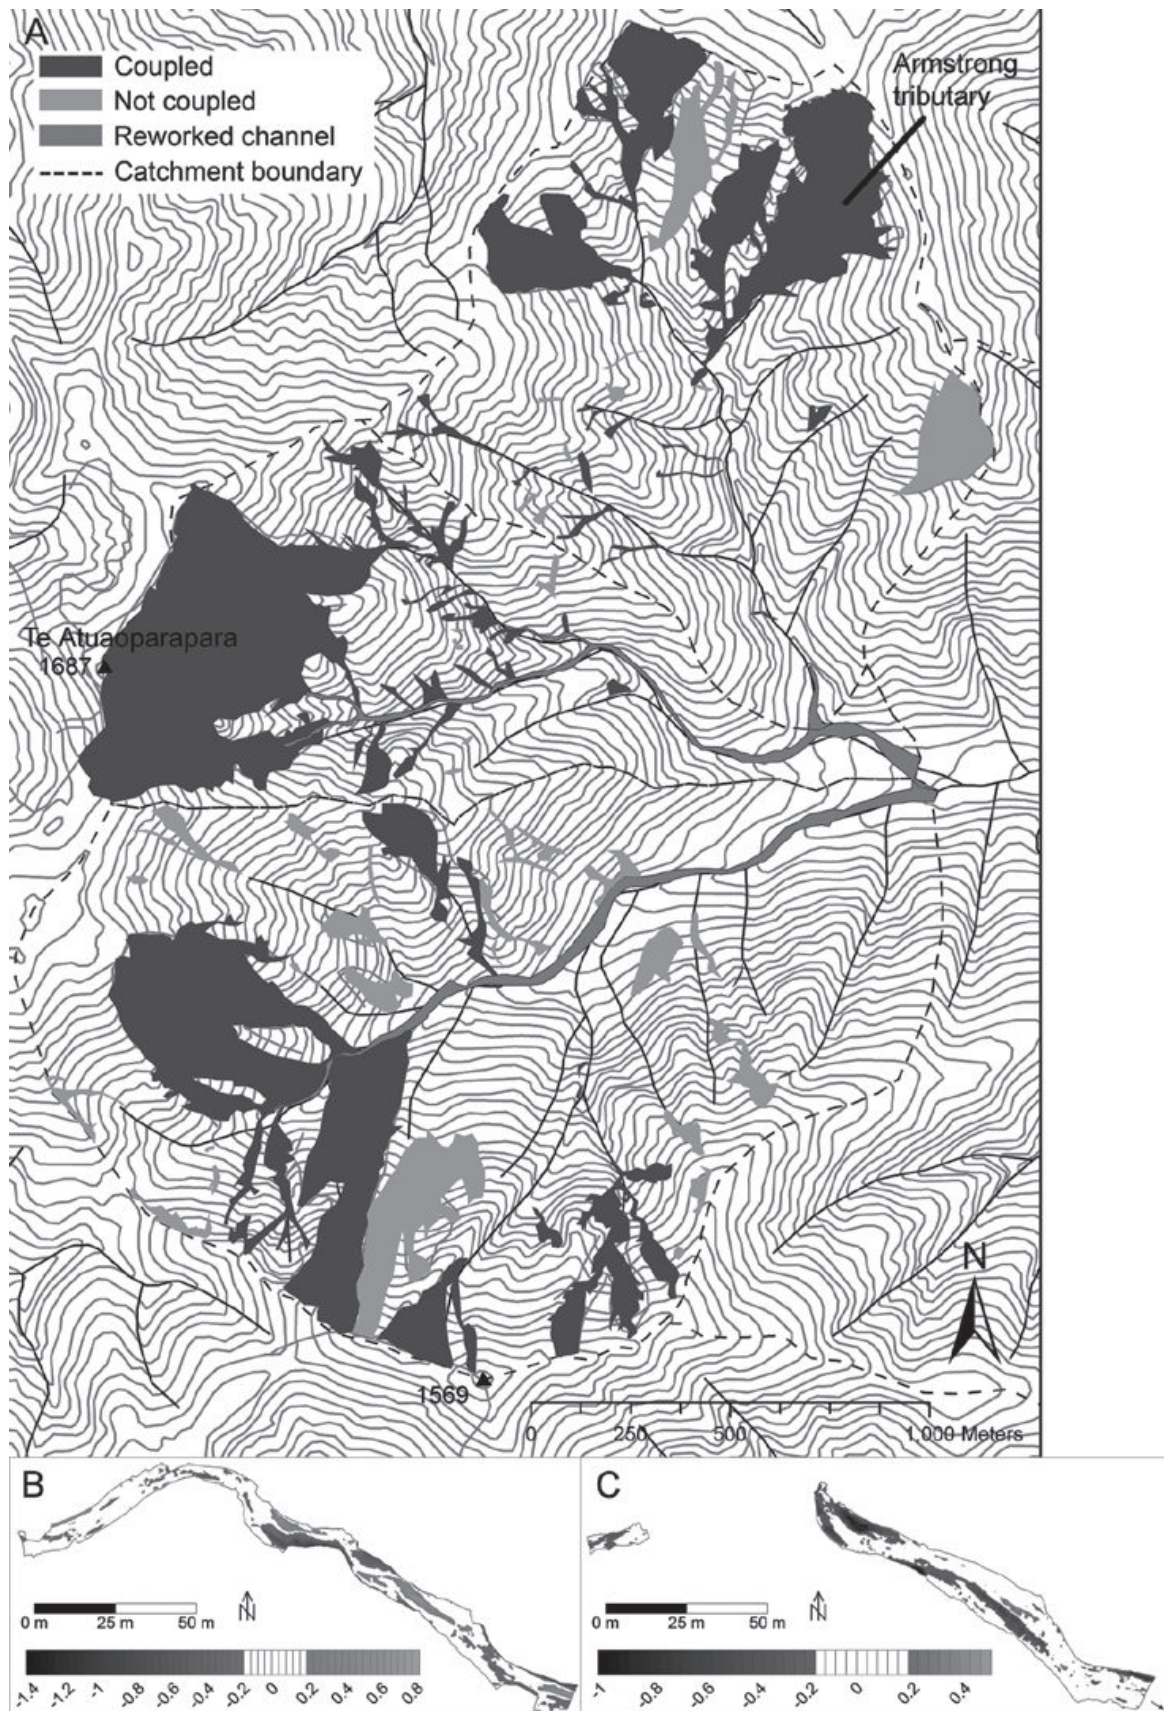 A
Coupled
Not coupled
Reworked channel
Catchment boundary
Armstrong
tributary
Te Atuaoparapara
1687
N
1569
0 250 500 1,000 Meters
B
0 m 25 m 50 m
N
-1.4 -1.2 -1 -0.8 -0.6 -0.4 -0.2 0 0.2 0.4 0.6 0.8
C
0 m 25 m 50 m
N
-1 -0.8 -0.6 -0.4 -0.2 0 0.2 0.4